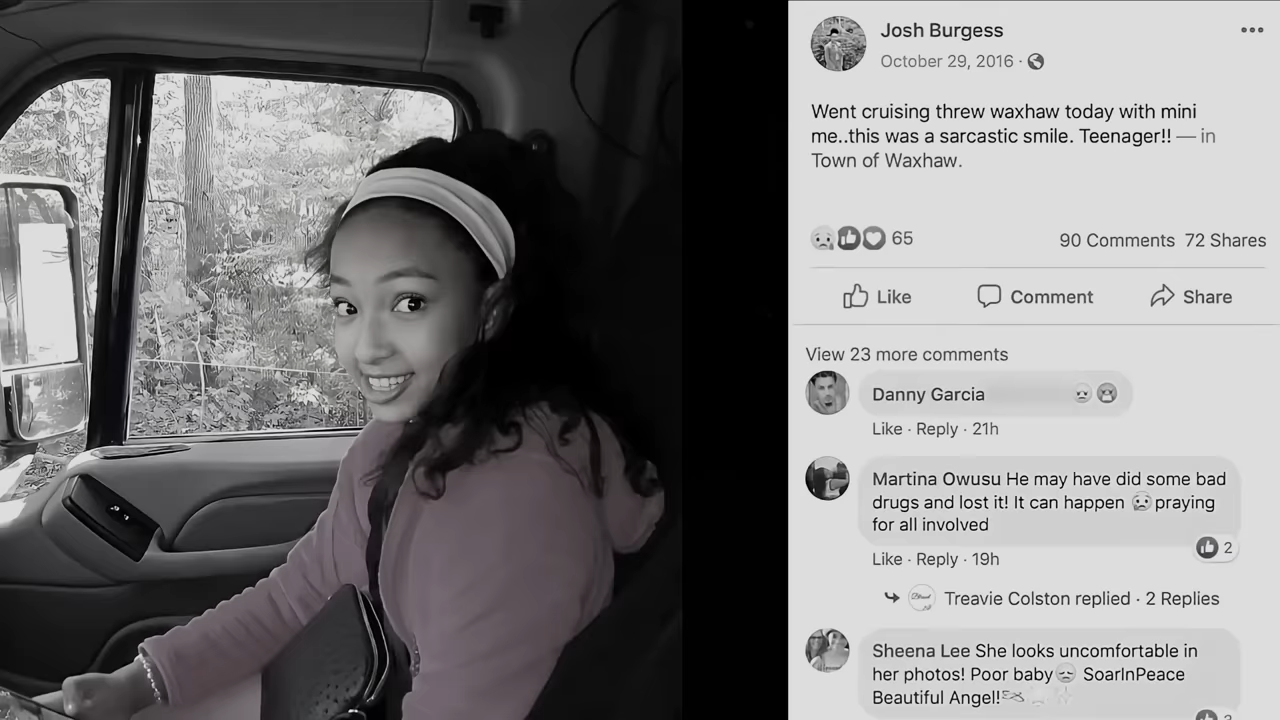 Josh Burgess
October 29, 2016 ·
Went cruising threw waxhaw today with mini
me..this was a sarcastic smile. Teenager!! — in
Town of Waxhaw.
65
90 Comments 72 Shares
Like Comment Share
View 23 more comments
Danny Garcia
Like · Reply · 21h
Martina Owusu He may have did some bad
drugs and lost it! It can happen 😥 praying
for all involved
2
Like · Reply · 19h
Treavie Colston replied · 2 Replies
Sheena Lee She looks uncomfortable in
her photos! Poor baby😞 SoarInPeace
Beautiful Angel!